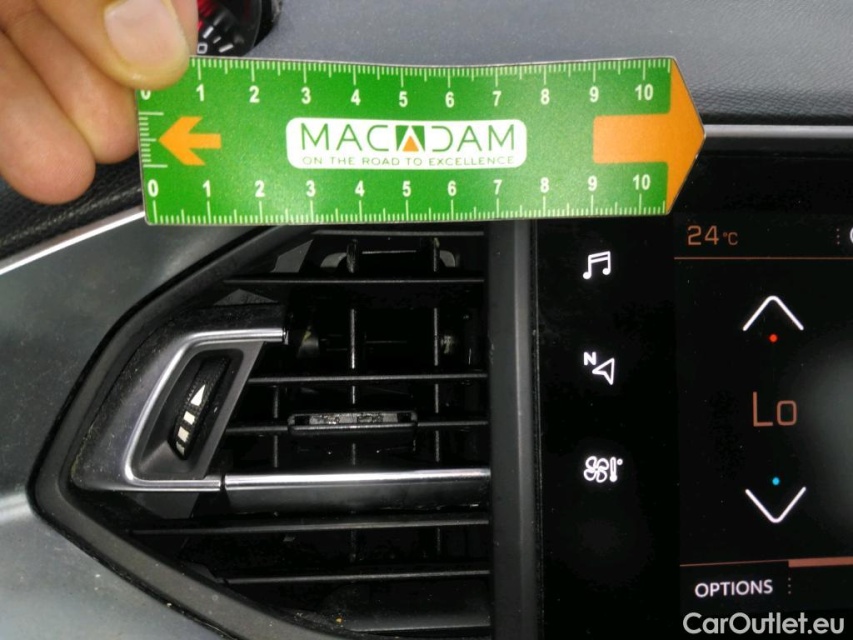 0 1 2 3 4 5 6 7 8 9 10
MACADAM
ON THE ROAD TO EXCELLENCE
0 1 2 3 4 5 6 7 8 9 10
24°C
N
Lo
OPTIONS
CarOutlet.eu